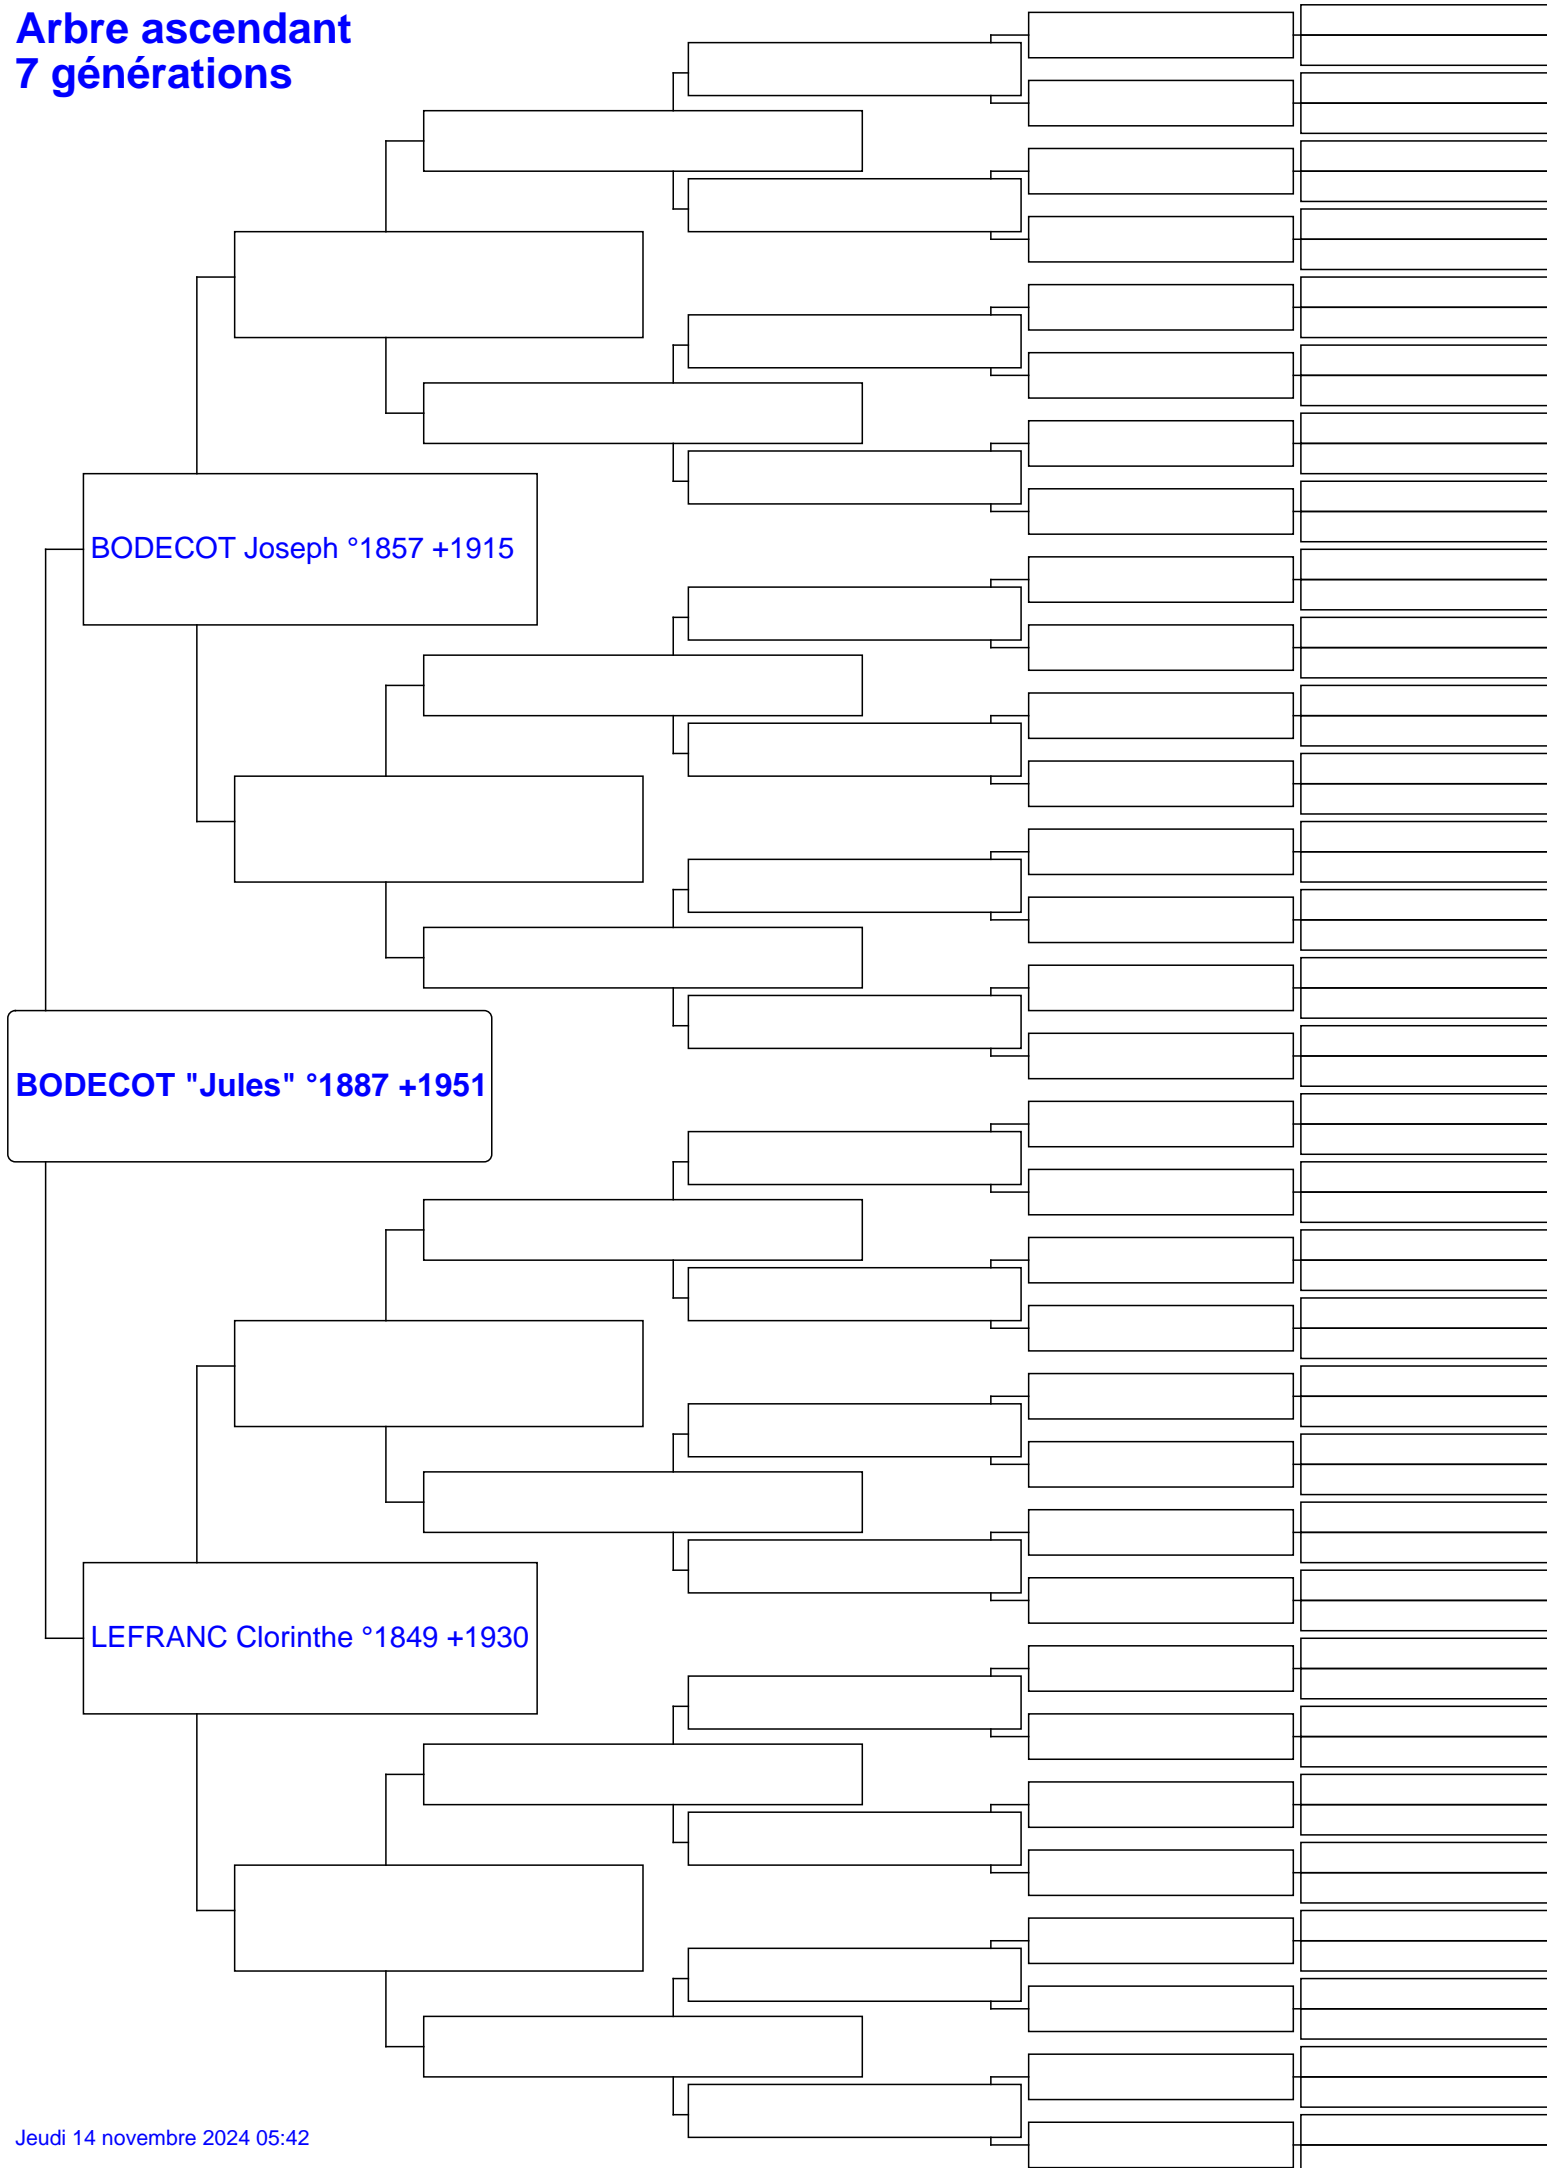 Arbre ascendant
7 générations
BODECOT Joseph °1857 +1915
BODECOT "Jules" °1887 +1951
LEFRANC Clorinthe °1849 +1930
Jeudi 14 novembre 2024 05:42